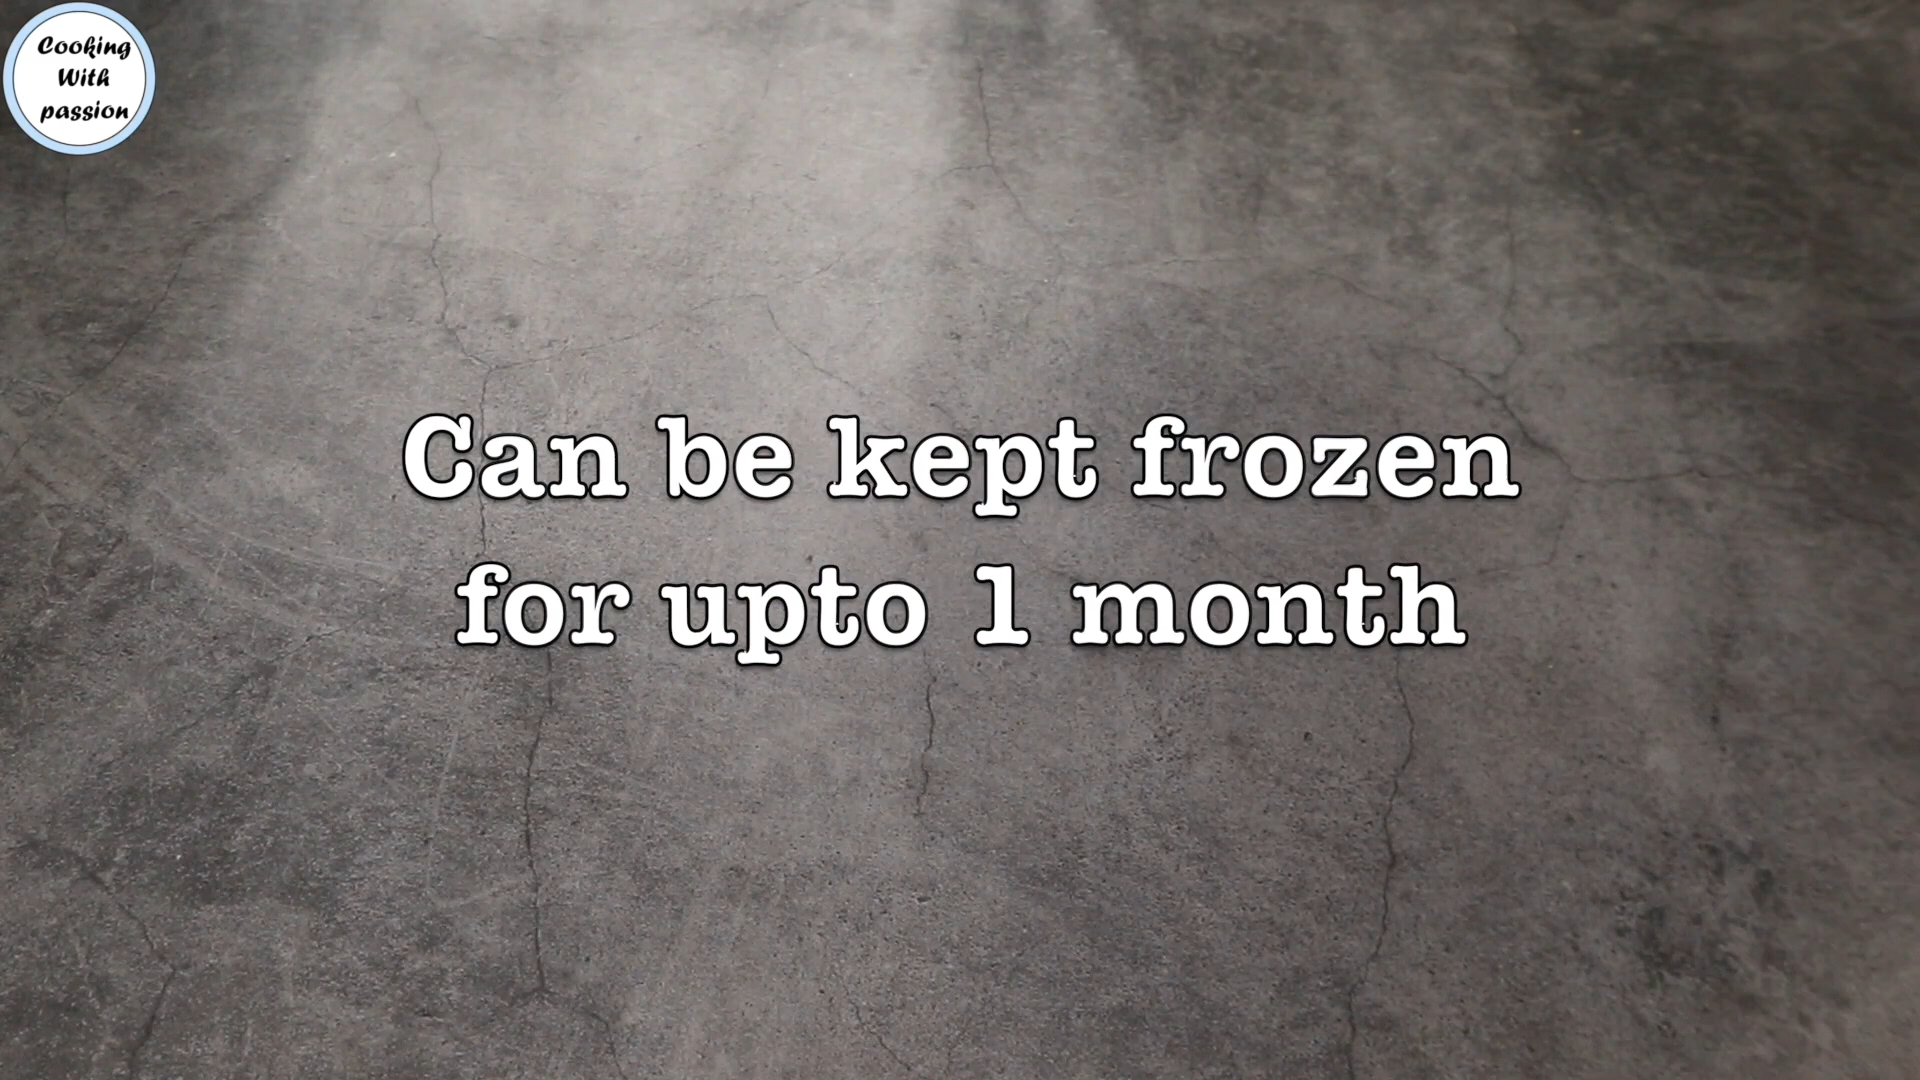 Cooking
With
passion
Can be kept frozen
for upto 1 month